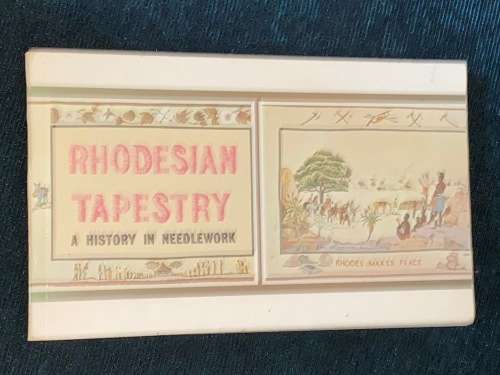 RHODESIAN
TAPESTRY
A HISTORY IN NEEDLEWORK
RHODES MAKES PEACE